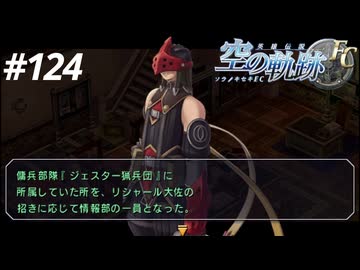 #124
英雄伝説
空の軌跡FC
ソラノキセキFC
傭兵部隊『ジェスター猟兵団』に
所属していた所を、リシャール大佐の
招きに応じて情報部の一員となった。